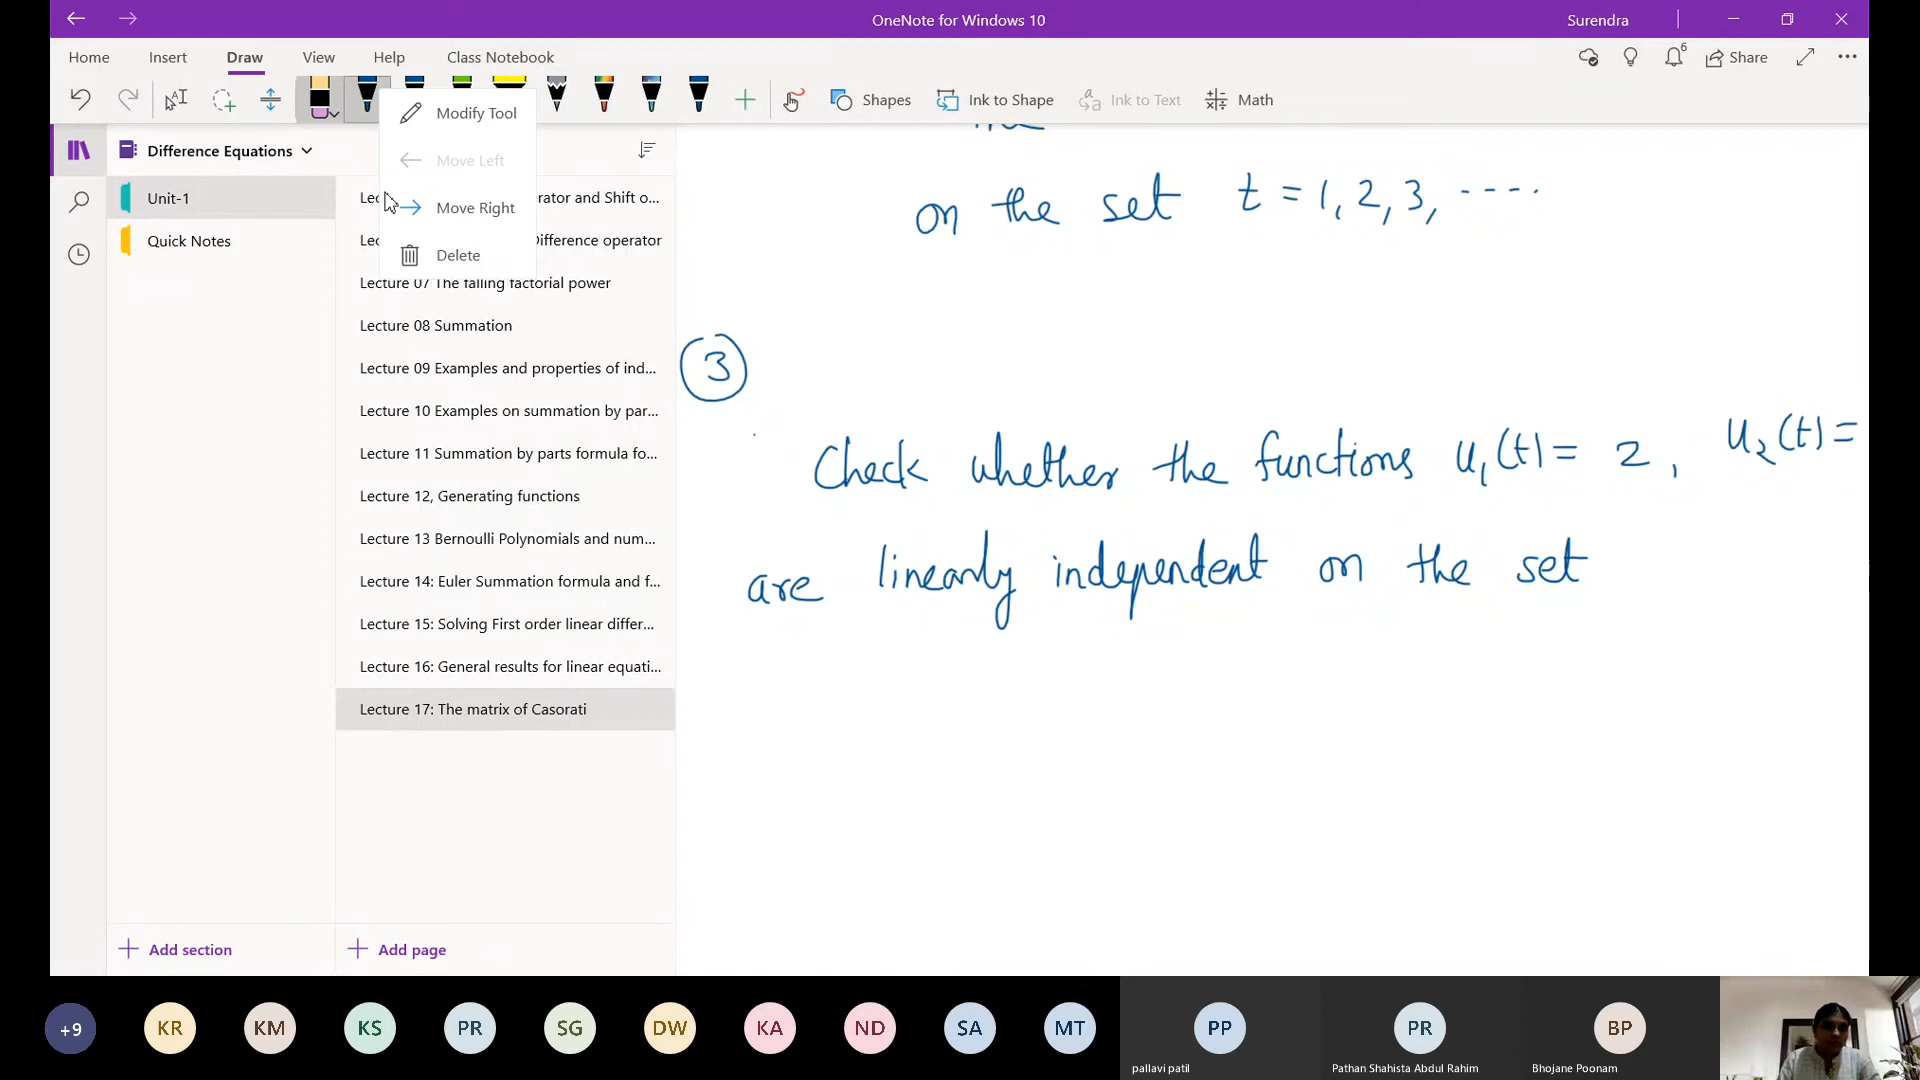 OneNote for Windows 10
Surendra
Home
Insert
Draw
View
Help
Class Notebook
6
Share
Shapes
Ink to Shape
Ink to Text
Math
Modify Tool
Move Left
Move Right
Delete
Difference Equations
Unit-1
Quick Notes
Lec rator and Shift o...
Lec Difference operator
Lecture 07 The falling factorial power
Lecture 08 Summation
Lecture 09 Examples and properties of ind...
Lecture 10 Examples on summation by par...
Lecture 11 Summation by parts formula fo...
Lecture 12, Generating functions
Lecture 13 Bernoulli Polynomials and num...
Lecture 14: Euler Summation formula and f...
Lecture 15: Solving First order linear differ...
Lecture 16: General results for linear equati...
Lecture 17: The matrix of Casorati
Add section
Add page
on the set t = 1, 2, 3, ----.
3
Check whether the functions u₁(t) = 2, u₂(t) =
are linearly independent on the set
+9
KR
KM
KS
PR
SG
DW
KA
ND
SA
MT
PP
pallavi patil
PR
Pathan Shahista Abdul Rahim
BP
Bhojane Poonam